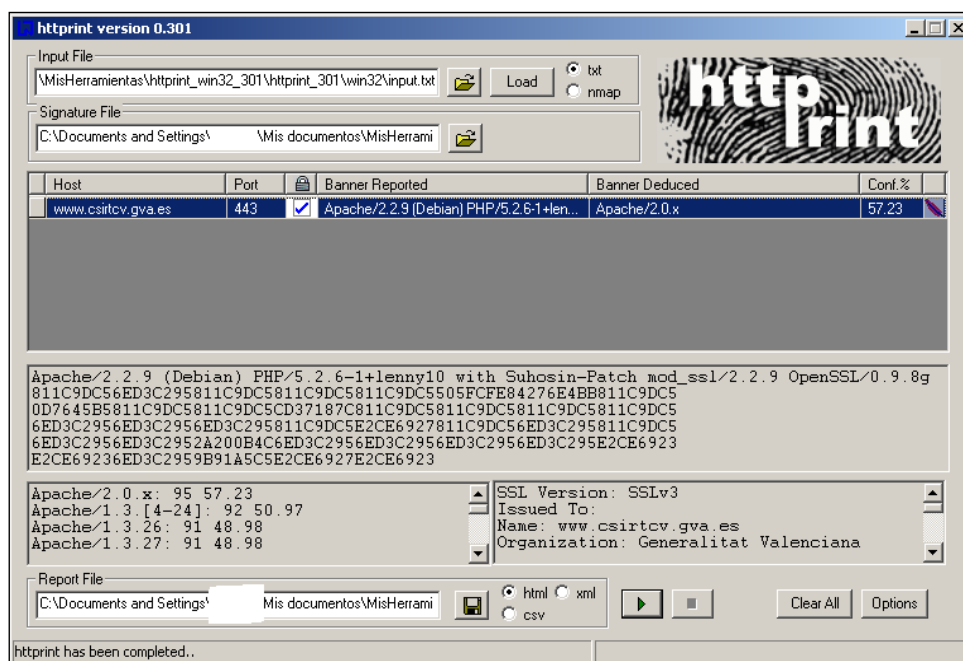 httprint version 0.301
Input File
\MisHerramientas\httprint_win32_301\httprint_301\win32\input.txt
Load
txt
nmap
http
print
Signature File
C:\Documents and Settings\ \Mis documentos\MisHerrami
Host Port Banner Reported Banner Deduced Conf.%
www.csirtcv.gva.es 443 Apache/2.2.9 (Debian) PHP/5.2.6-1+len... Apache/2.0.x 57.23
Apache/2.2.9 (Debian) PHP/5.2.6-1+lenny10 with Suhosin-Patch mod_ssl/2.2.9 OpenSSL/0.9.8g
811C9DC56ED3C295811C9DC5811C9DC5811C9DC5505FCFE84276E4BB811C9DC5
0D7645B5811C9DC5811C9DC5CD37187C811C9DC5811C9DC5811C9DC5811C9DC5
6ED3C2956ED3C2956ED3C295811C9DC5E2CE6927811C9DC56ED3C295811C9DC5
6ED3C2956ED3C2952A200B4C6ED3C2956ED3C2956ED3C2956ED3C295E2CE6923
E2CE69236ED3C2959B91A5C5E2CE6927E2CE6923
Apache/2.0.x: 95 57.23
Apache/1.3.[4-24]: 92 50.97
Apache/1.3.26: 91 48.98
Apache/1.3.27: 91 48.98
SSL Version: SSLv3
Issued To:
Name: www.csirtcv.gva.es
Organization: Generalitat Valenciana
Report File
C:\Documents and Settings\ Mis documentos\MisHerrami
html
xml
csv
Clear All
Options
httprint has been completed..